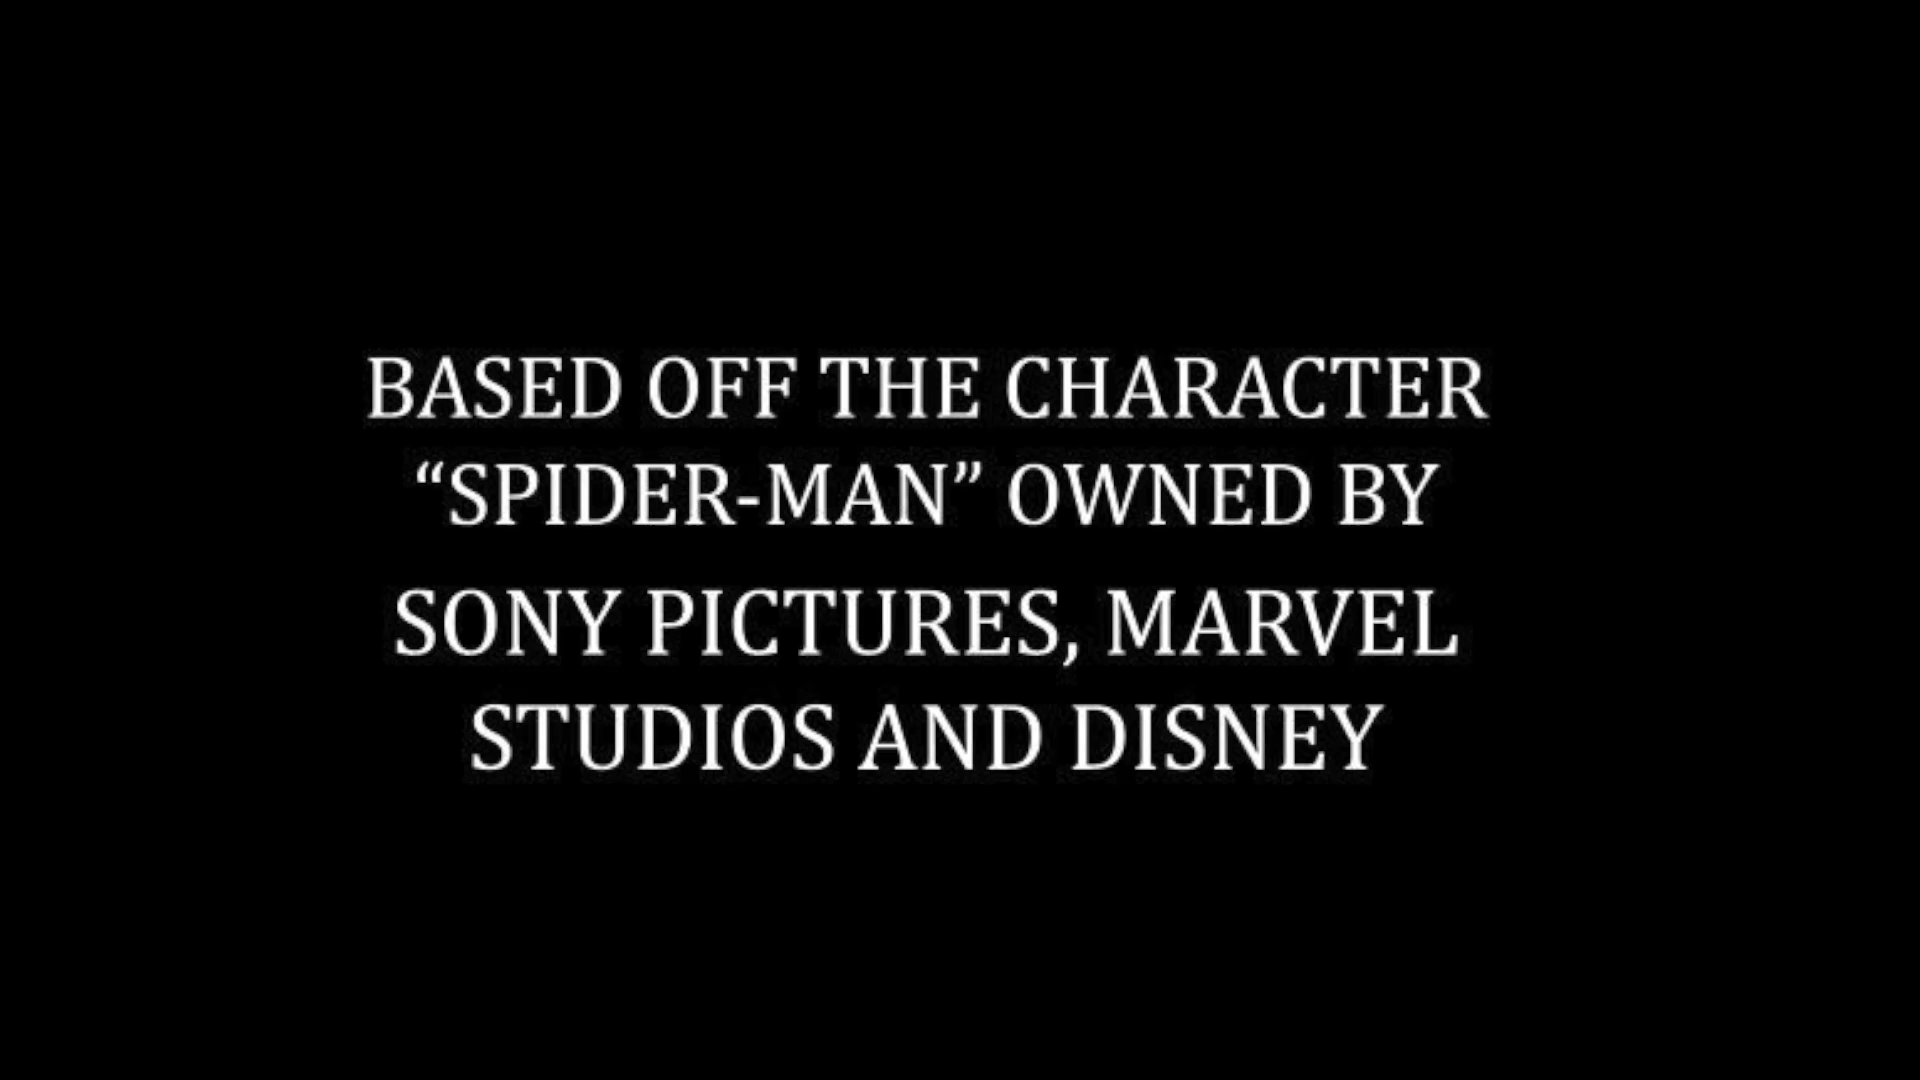 BASED OFF THE CHARACTER
“SPIDER-MAN” OWNED BY
SONY PICTURES, MARVEL
STUDIOS AND DISNEY